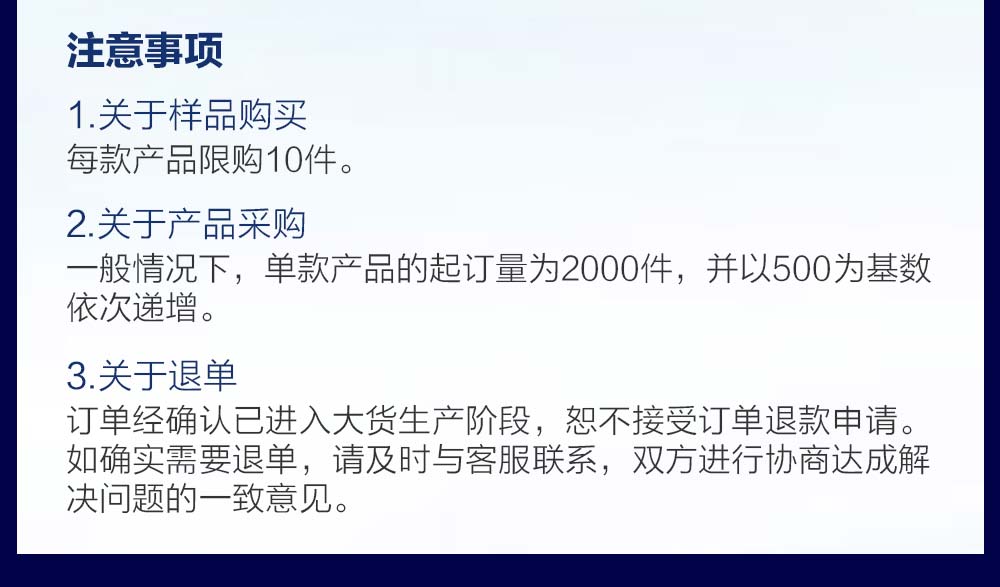 注意事项
1.关于样品购买
每款产品限购10件。
2.关于产品采购
一般情况下，单款产品的起订量为2000件，并以500为基数
依次递增。
3.关于退单
订单经确认已进入大货生产阶段，恕不接受订单退款申请。
如确实需要退单，请及时与客服联系，双方进行协商达成解
决问题的一致意见。